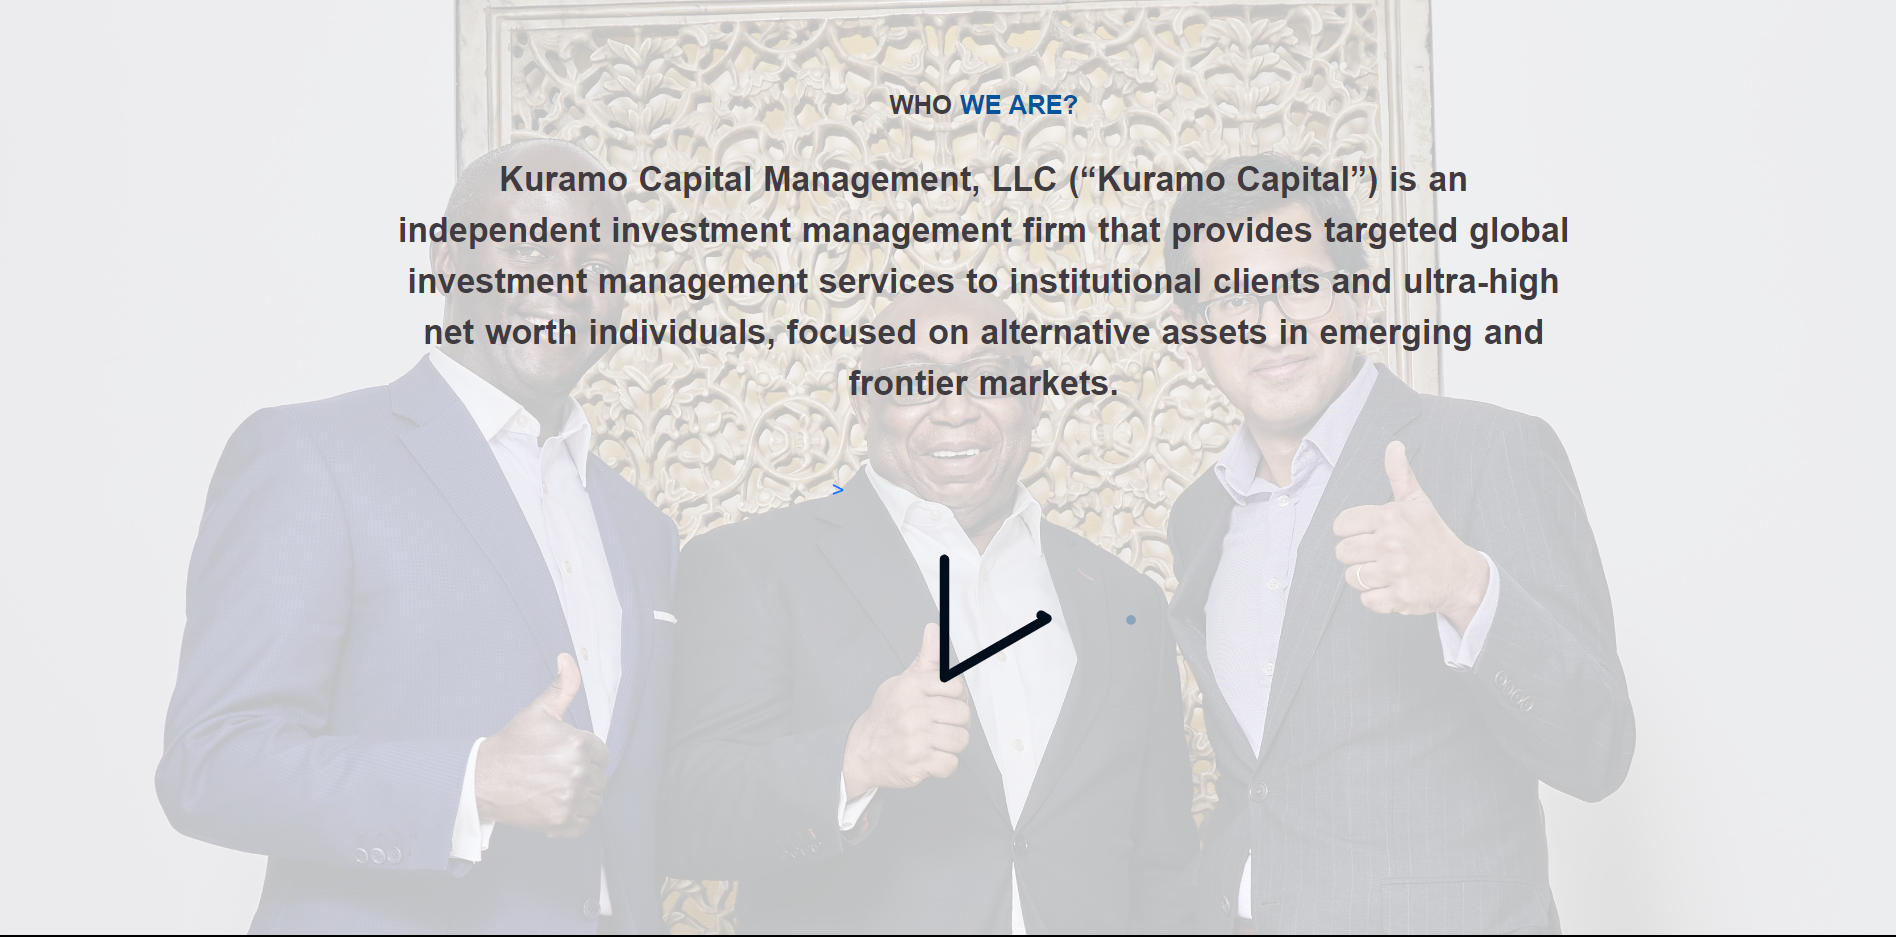 WHO WE ARE?
Kuramo Capital Management, LLC (“Kuramo Capital”) is an
independent investment management firm that provides targeted global
investment management services to institutional clients and ultra-high
net worth individuals, focused on alternative assets in emerging and
frontier markets.
>